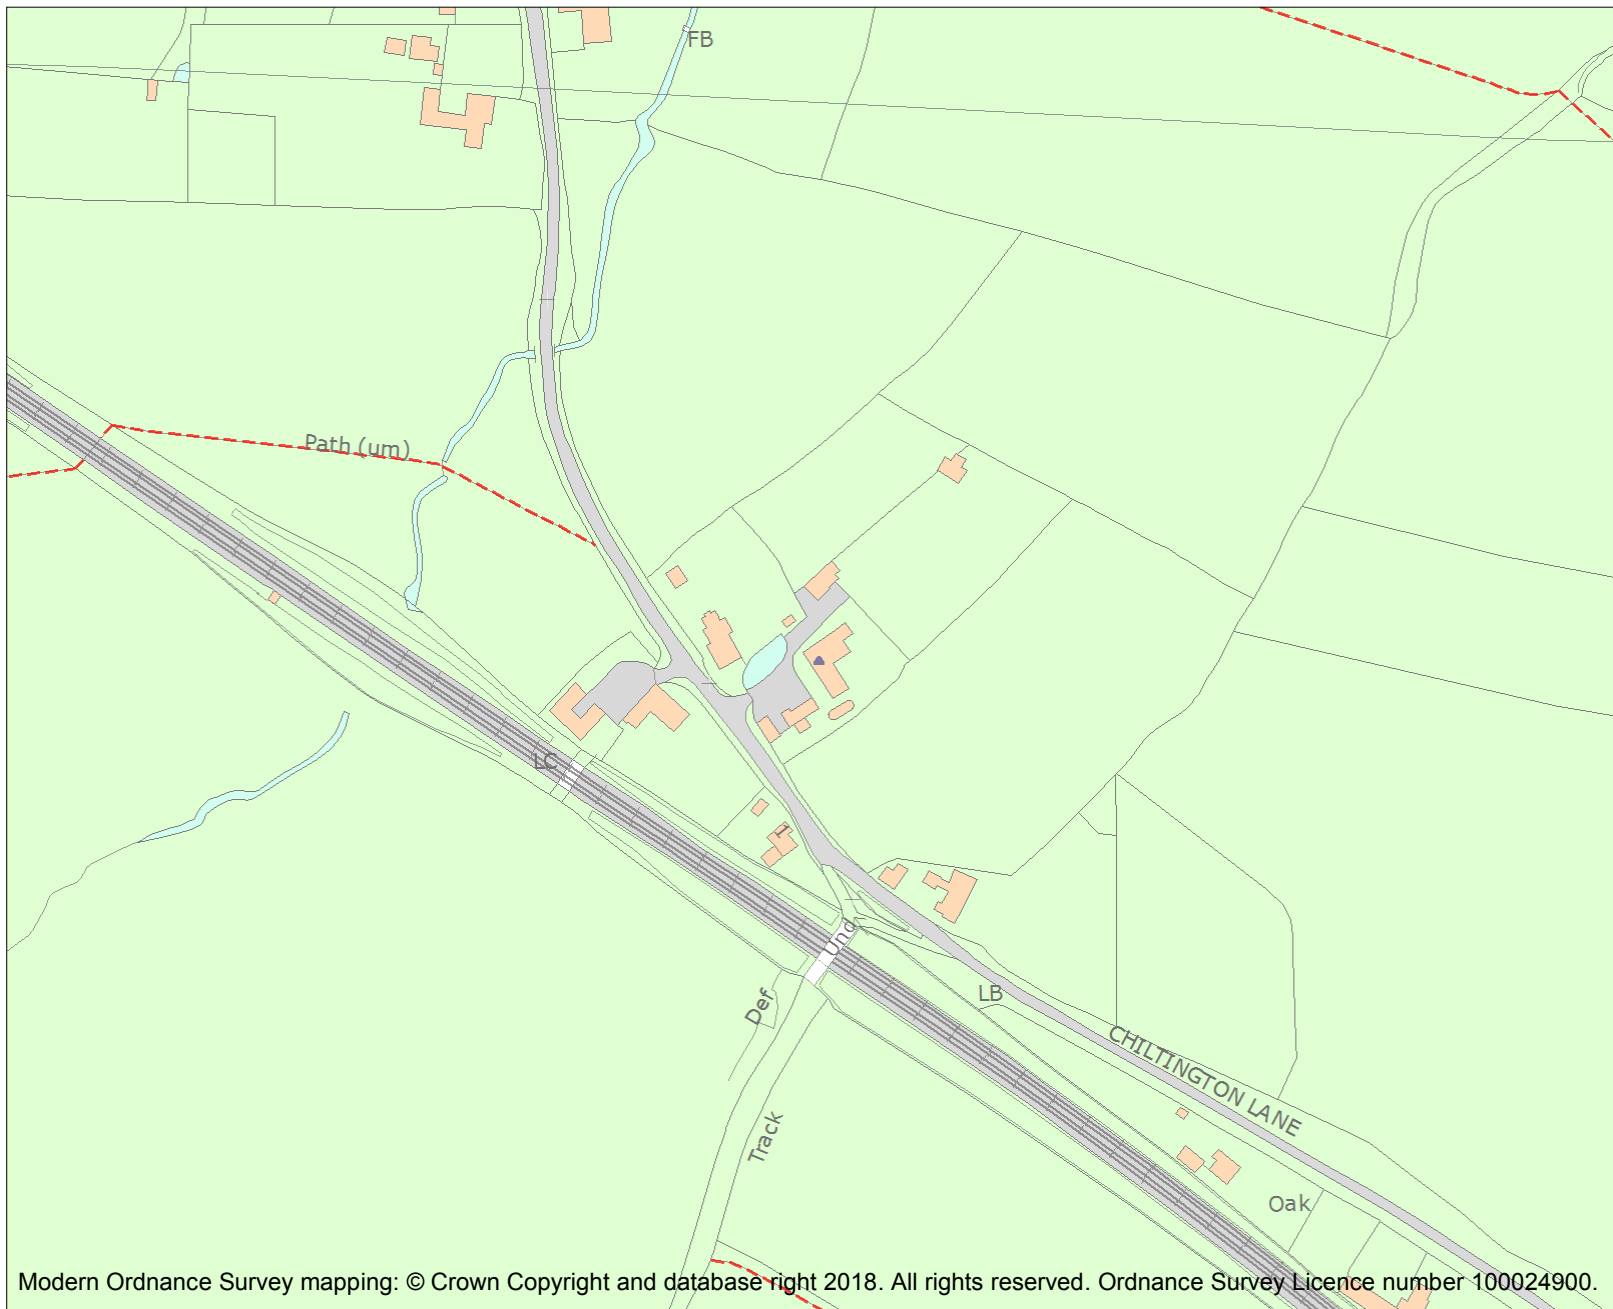 FB
Path (um)
LC
1
Und
Def
LB
CHILTINGTON LANE
Track
Oak
Modern Ordnance Survey mapping: © Crown Copyright and database right 2018. All rights reserved. Ordnance Survey Licence number 100024900.